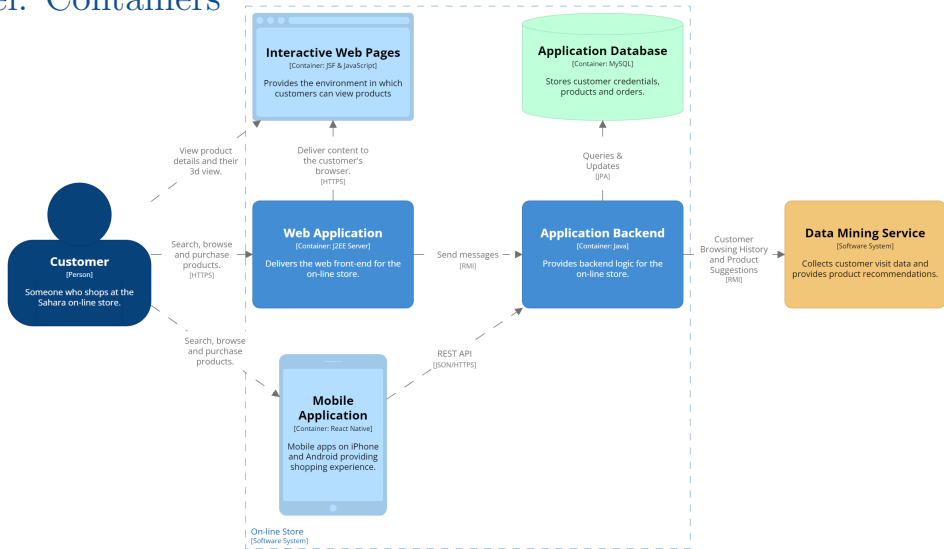 Containers
Interactive Web Pages
[Container: JSF & JavaScript]
Provides the environment in which
customers can view products
Application Database
[Container: MySQL]
Stores customer credentials,
products and orders.
View product
details and their
3d view.
Deliver content to
the customer's
browser.
[HTTPS]
Queries &
Updates
[JPA]
Customer
[Person]
Someone who shops at the
Sahara on-line store.
Search, browse
and purchase
products.
[HTTPS]
Web Application
[Container: J2EE Server]
Delivers the web front-end for the
on-line store.
Send messages
[RMI]
Application Backend
[Container: Java]
Provides backend logic for the
on-line store.
Customer
Browsing History
and Product
Suggestions
[RMI]
Data Mining Service
[Software System]
Collects customer visit data and
provides product recommendations.
Search, browse
and purchase
products.
REST API
[JSON/HTTPS]
Mobile
Application
[Container: React Native]
Mobile apps on iPhone
and Android providing
shopping experience.
On-line Store
[Software System]